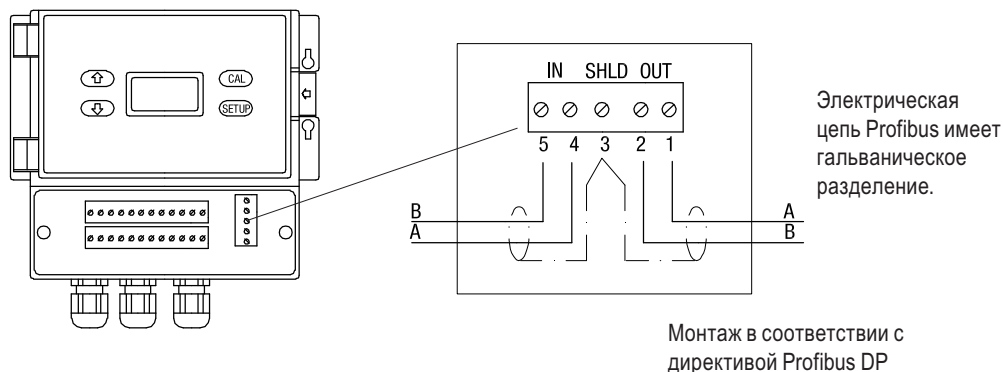 CAL
SETUP
IN SHLD OUT
5 4 3 2 1
B A
A B
Электрическая
цепь Profibus имеет
гальваническое
разделение.
Монтаж в соответствии с
директивой Profibus DP